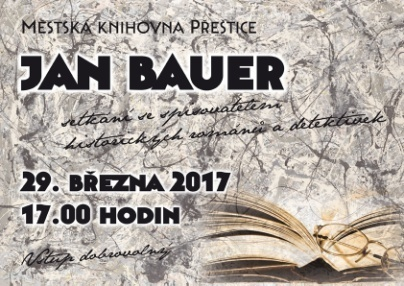 MĚSTSKÁ KNIHOVNA PŘEŠTICE
JAN BAUER
setkání se spisovatelem
historických románů a detektivek
29. BŘEZNA 2017
17.00 HODIN
Vstup dobrovolný